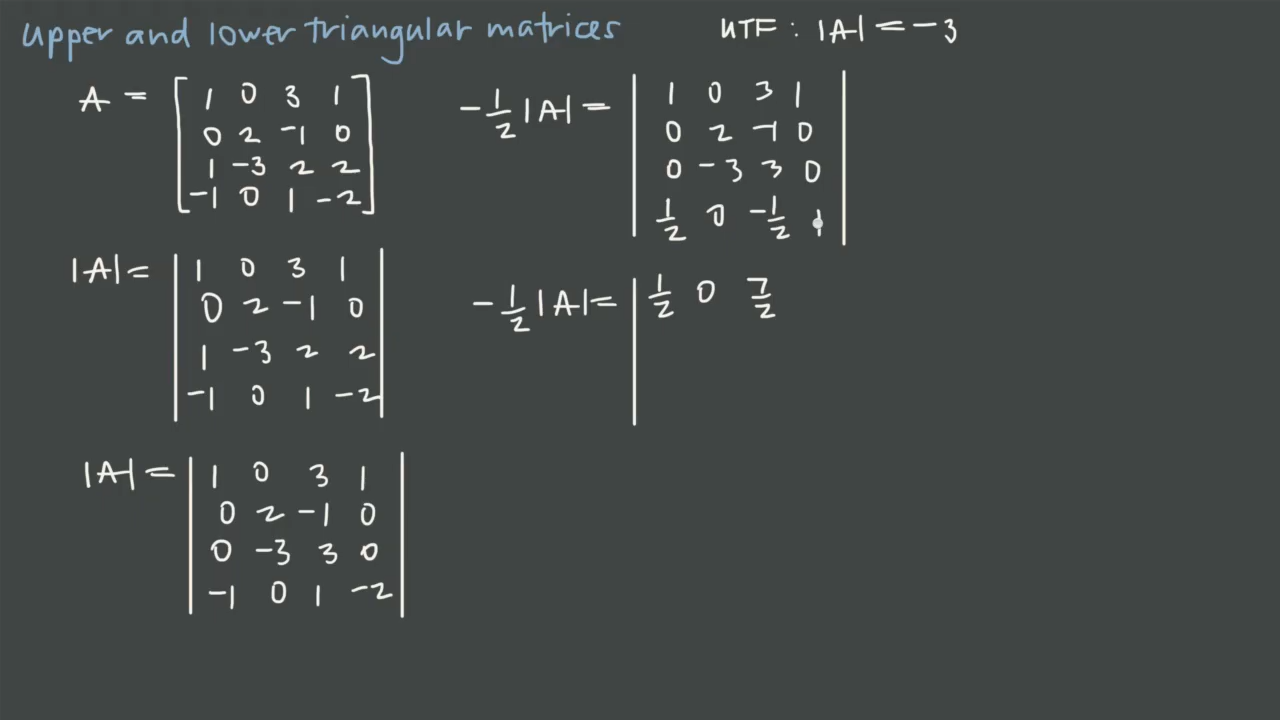 upper and lower triangular matrices
UTF : |A| = -3
A = [ 1 0 3 1
0 2 -1 0
1 -3 2 2
-1 0 1 -2 ]
|A| = | 1 0 3 1
0 2 -1 0
1 -3 2 2
-1 0 1 -2 |
|A| = | 1 0 3 1
0 2 -1 0
0 -3 3 0
-1 0 1 -2 |
-1/2 |A| = | 1 0 3 1
0 2 -1 0
0 -3 3 0
1/2 0 -1/2 1 |
-1/2 |A| = | 1/2 0 7/2